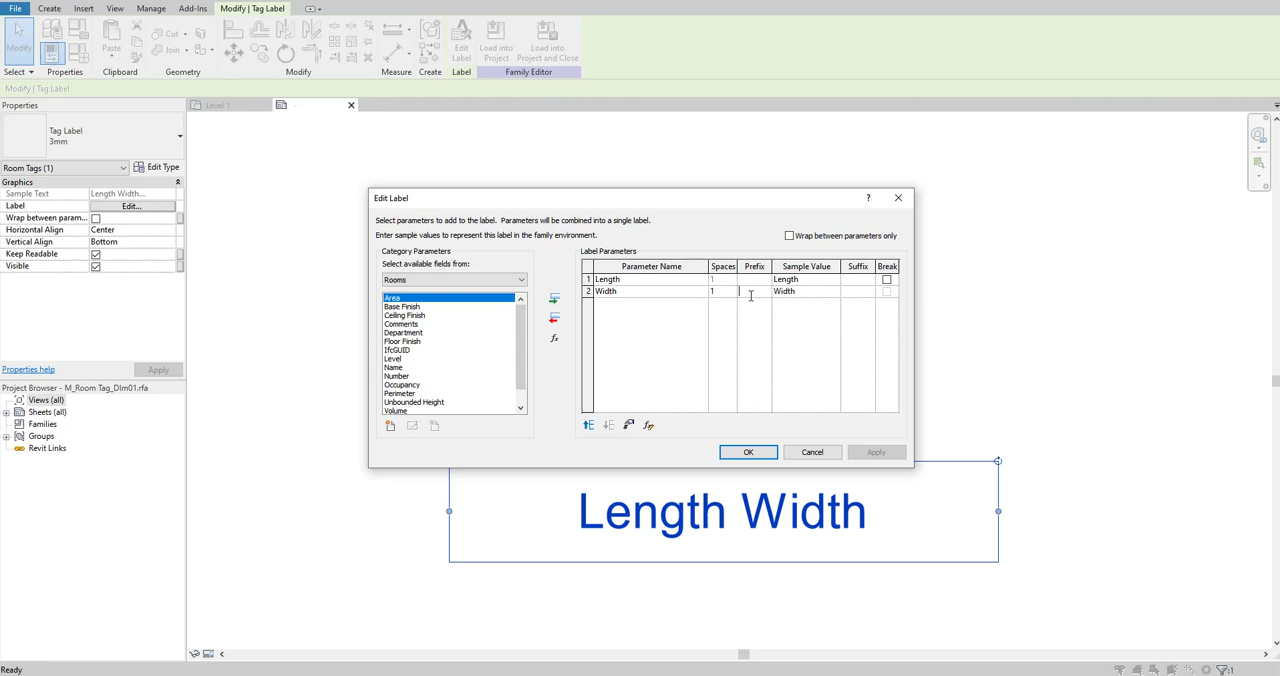 File Create Insert View Manage Add-Ins Modify | Tag Label
Modify Paste Cut Join Edit Label Load into Project Load into Project and Close
Select Properties Clipboard Geometry Modify Measure Create Label Family Editor
Modify | Tag Label
Properties
Level 1
Tag Label
3mm
Room Tags (1) Edit Type
Graphics
Sample Text Length Width...
Label Edit...
Wrap between param...
Horizontal Align Center
Vertical Align Bottom
Keep Readable
Visible
Properties help Apply
Project Browser - M_Room Tag_DIm01.rfa
Views (all)
Sheets (all)
Families
Groups
Revit Links
Edit Label ?
Select parameters to add to the label. Parameters will be combined into a single label.
Enter sample values to represent this label in the family environment.
Wrap between parameters only
Category Parameters
Select available fields from:
Rooms
Area
Base Finish
Ceiling Finish
Comments
Department
Floor Finish
IfcGUID
Level
Name
Number
Occupancy
Perimeter
Unbounded Height
Volume
fx
Label Parameters
Parameter Name Spaces Prefix Sample Value Suffix Break
1 Length 1 Length
2 Width 1 Width
OK Cancel Apply
Length Width
Ready
:1